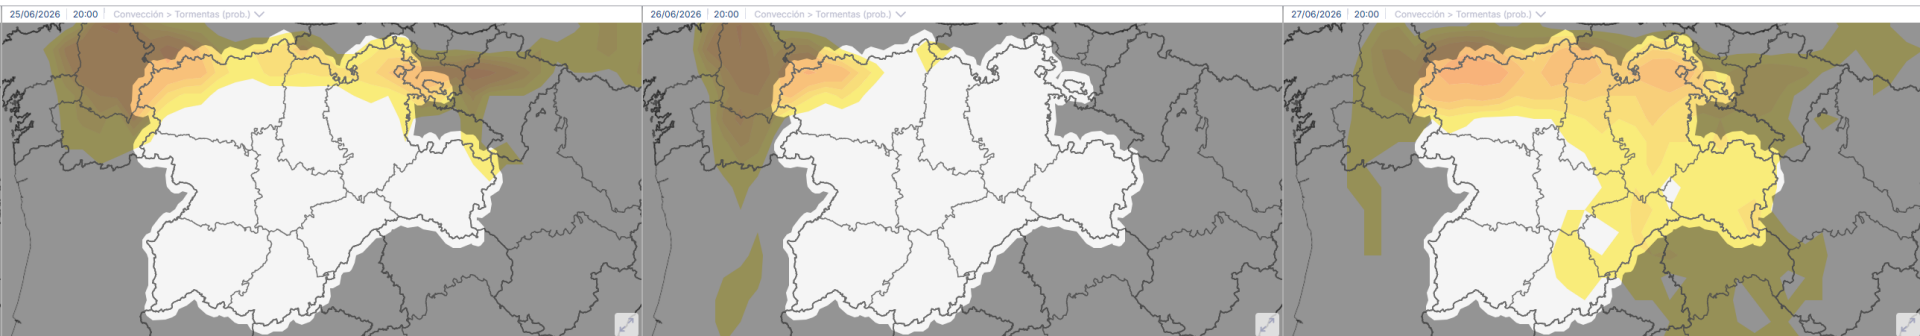 25/06/2026 20:00 Convección > Tormentas (prob.)
26/06/2026 20:00 Convección > Tormentas (prob.)
27/06/2026 20:00 Convección > Tormentas (prob.)